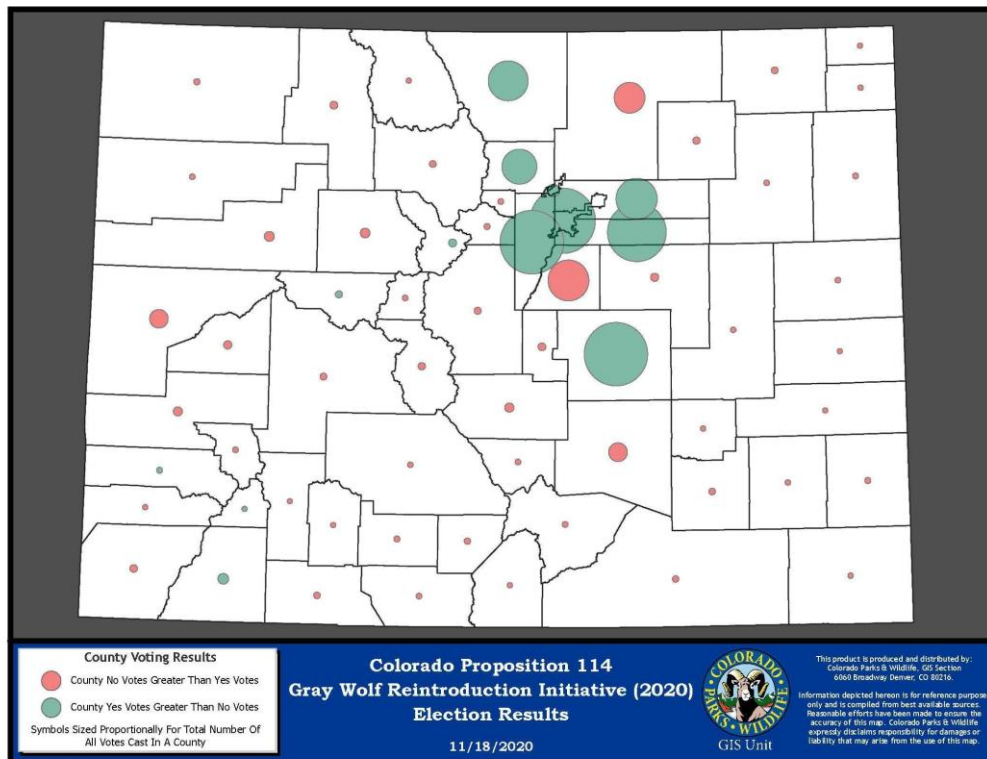 County Voting Results
County No Votes Greater Than Yes Votes
County Yes Votes Greater Than No Votes
Symbols Sized Proportionally For Total Number Of
All Votes Cast In A County
Colorado Proposition 114
Gray Wolf Reintroduction Initiative (2020)
Election Results
11/18/2020
COLORADO
PARKS & WILDLIFE
GIS Unit
This product is produced and distributed by:
Colorado Parks & Wildlife, GIS Section
6060 Broadway Denver, CO 80216.
Information depicted hereon is for reference purpose
only and is compiled from best available sources.
Reasonable efforts have been made to ensure the
accuracy of this map. Colorado Parks & Wildlife
expressly disclaims responsibility for damages or
liability that may arise from the use of this map.